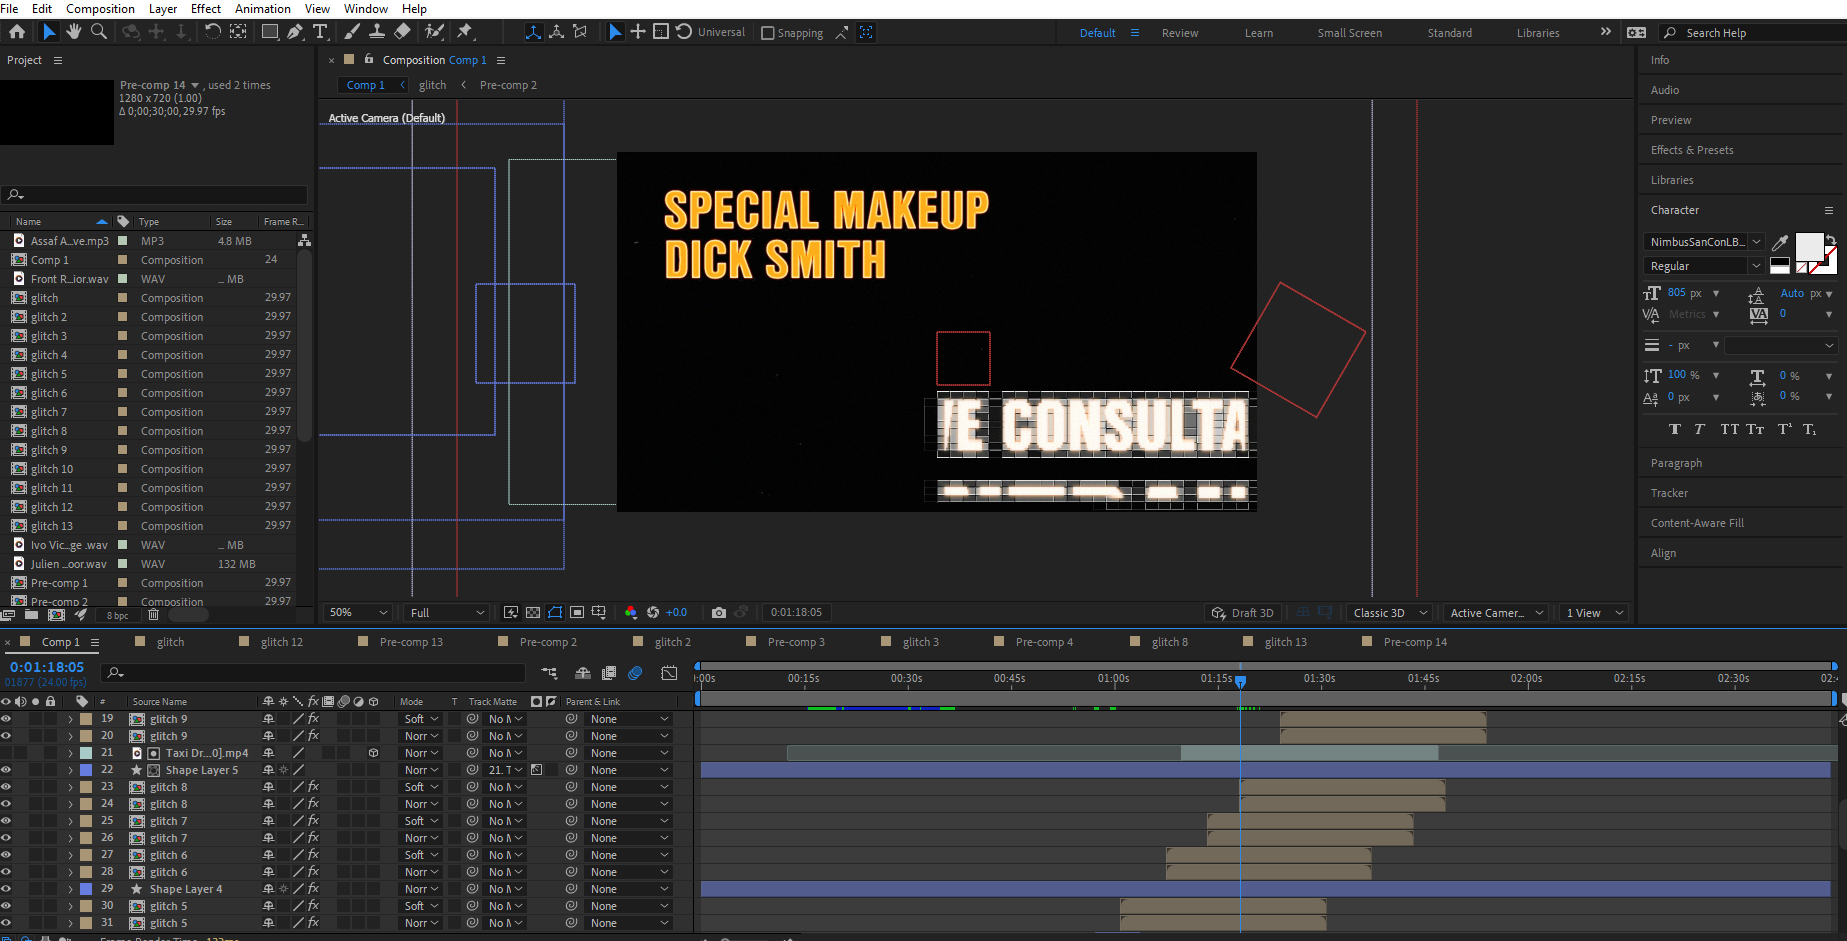 File Edit Composition Layer Effect Animation View Window Help
Universal Snapping Default Review Learn Small Screen Standard Libraries Search Help
Project
Pre-comp 14 , used 2 times
1280 x 720 (1.00)
Δ 0;00;30;00, 29.97 fps
Name Type Size Frame R...
Assaf A...ve.mp3 MP3 4.8 MB
Comp 1 Composition 24
Front R...ior.wav WAV ... MB
glitch Composition 29.97
glitch 2 Composition 29.97
glitch 3 Composition 29.97
glitch 4 Composition 29.97
glitch 5 Composition 29.97
glitch 6 Composition 29.97
glitch 7 Composition 29.97
glitch 8 Composition 29.97
glitch 9 Composition 29.97
glitch 10 Composition 29.97
glitch 11 Composition 29.97
glitch 12 Composition 29.97
glitch 13 Composition 29.97
Ivo Vic...ge .wav WAV ... MB
Julien ...oor.wav WAV 132 MB
Pre-comp 1 Composition 29.97
Pre-comp 2 Composition 29.97
8 bpc
Composition Comp 1
Comp 1 glitch Pre-comp 2
Active Camera (Default)
SPECIAL MAKEUP
DICK SMITH
VE CONSULTA
50% Full +0.0 0:01:18:05 Draft 3D Classic 3D Active Camer... 1 View
Info
Audio
Preview
Effects & Presets
Libraries
Character
NimbusSanConLB...
Regular
805 px Auto px
Metrics 0
- px
100 % 0 %
0 px 0 %
T T TT Tт T¹ T₁
Paragraph
Tracker
Content-Aware Fill
Align
Comp 1 glitch glitch 12 Pre-comp 13 Pre-comp 2 glitch 2 Pre-comp 3 glitch 3 Pre-comp 4 glitch 8 glitch 13 Pre-comp 14
0:01:18:05
01877 (24.00 fps)
:00s 00:15s 00:30s 00:45s 01:00s 01:15s 01:30s 01:45s 02:00s 02:15s 02:30s 02:4
# Source Name fx Mode T Track Matte Parent & Link
19 glitch 9 fx Soft No M None
20 glitch 9 fx Norr No M None
21 Taxi Dr...0].mp4 Norr No M None
22 Shape Layer 5 Norr 21. T None
23 glitch 8 fx Soft No M None
24 glitch 8 fx Norr No M None
25 glitch 7 fx Soft No M None
26 glitch 7 fx Norr No M None
27 glitch 6 fx Soft No M None
28 glitch 6 fx Norr No M None
29 Shape Layer 4 fx Norr No M None
30 glitch 5 fx Soft No M None
31 glitch 5 fx Norr No M None
Frame Render Time